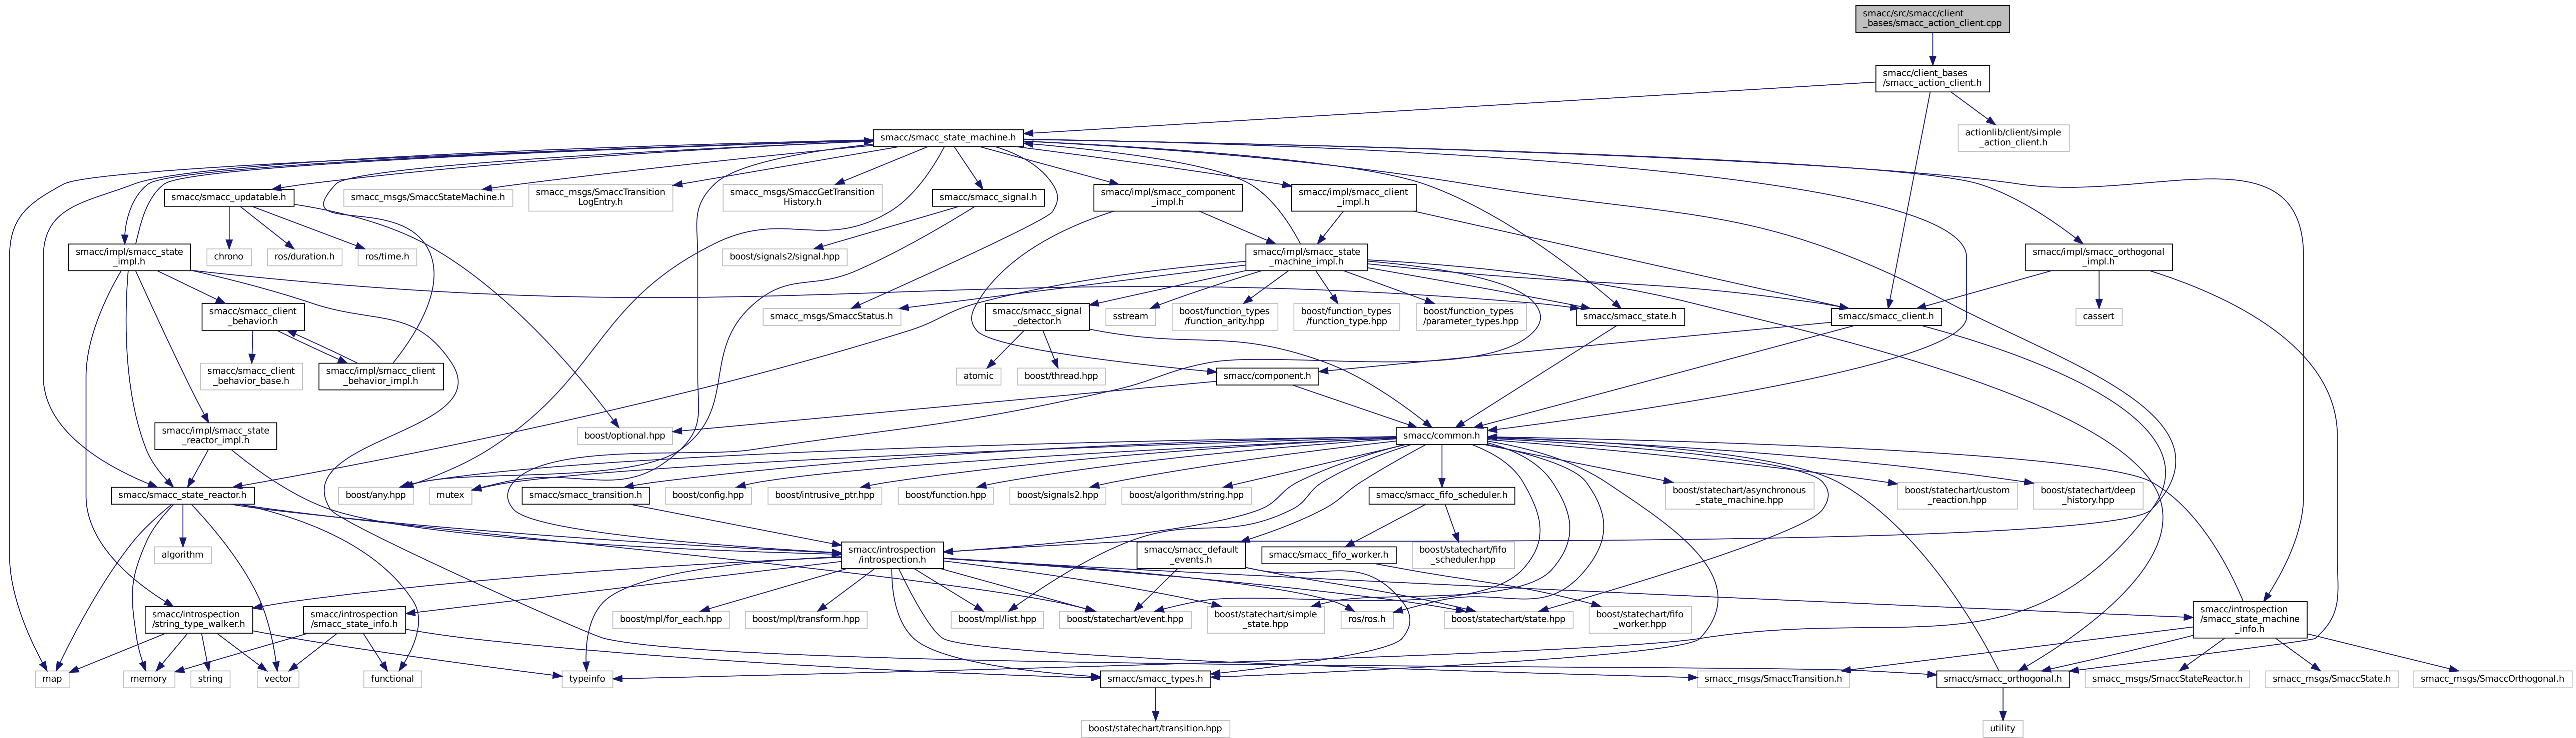 smacc/src/smacc/client
_bases/smacc_action_client.cpp
smacc/client_bases
/smacc_action_client.h
smacc/smacc_state_machine.h
actionlib/client/simple
_action_client.h
smacc/smacc_updatable.h
smacc_msgs/SmaccStateMachine.h
smacc_msgs/SmaccTransition
LogEntry.h
smacc_msgs/SmaccGetTransition
History.h
smacc/smacc_signal.h
smacc/impl/smacc_component
_impl.h
smacc/impl/smacc_client
_impl.h
smacc/impl/smacc_state
_impl.h
chrono
ros/duration.h
ros/time.h
boost/signals2/signal.hpp
smacc/impl/smacc_state
_machine_impl.h
smacc/impl/smacc_orthogonal
_impl.h
smacc/smacc_client
_behavior.h
smacc_msgs/SmaccStatus.h
smacc/smacc_signal
_detector.h
sstream
boost/function_types
/function_arity.hpp
boost/function_types
/function_type.hpp
boost/function_types
/parameter_types.hpp
smacc/smacc_state.h
smacc/smacc_client.h
cassert
smacc/smacc_client
_behavior_base.h
smacc/impl/smacc_client
_behavior_impl.h
atomic
boost/thread.hpp
smacc/component.h
smacc/impl/smacc_state
_reactor_impl.h
boost/optional.hpp
smacc/common.h
smacc/smacc_state_reactor.h
boost/any.hpp
mutex
smacc/smacc_transition.h
boost/config.hpp
boost/intrusive_ptr.hpp
boost/function.hpp
boost/signals2.hpp
boost/algorithm/string.hpp
smacc/smacc_fifo_scheduler.h
boost/statechart/asynchronous
_state_machine.hpp
boost/statechart/custom
_reaction.hpp
boost/statechart/deep
_history.hpp
algorithm
smacc/introspection
/introspection.h
smacc/smacc_default
_events.h
smacc/smacc_fifo_worker.h
boost/statechart/fifo
_scheduler.hpp
smacc/introspection
/string_type_walker.h
smacc/introspection
/smacc_state_info.h
boost/mpl/for_each.hpp
boost/mpl/transform.hpp
boost/mpl/list.hpp
boost/statechart/event.hpp
boost/statechart/simple
_state.hpp
ros/ros.h
boost/statechart/state.hpp
boost/statechart/fifo
_worker.hpp
smacc/introspection
/smacc_state_machine
_info.h
map
memory
string
vector
functional
typeinfo
smacc/smacc_types.h
smacc_msgs/SmaccTransition.h
smacc/smacc_orthogonal.h
smacc_msgs/SmaccStateReactor.h
smacc_msgs/SmaccState.h
smacc_msgs/SmaccOrthogonal.h
boost/statechart/transition.hpp
utility